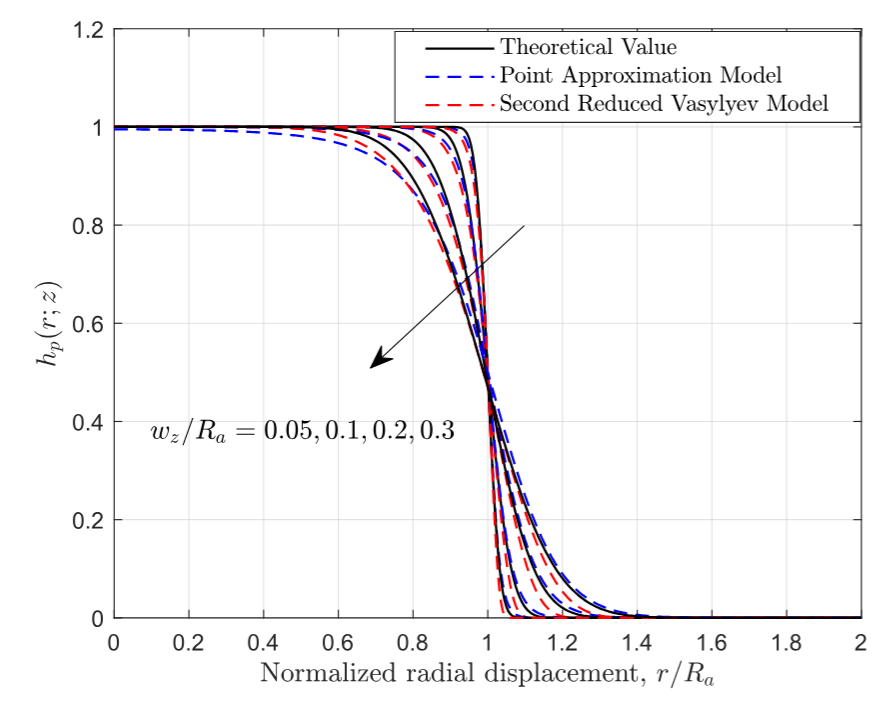 Theoretical Value
Point Approximation Model
Second Reduced Vasylyev Model
1.2
1
0.8
0.6
0.4
0.2
0
h_p(r; z)
w_z/R_a = 0.05, 0.1, 0.2, 0.3
0 0.2 0.4 0.6 0.8 1 1.2 1.4 1.6 1.8 2
Normalized radial displacement, r/R_a